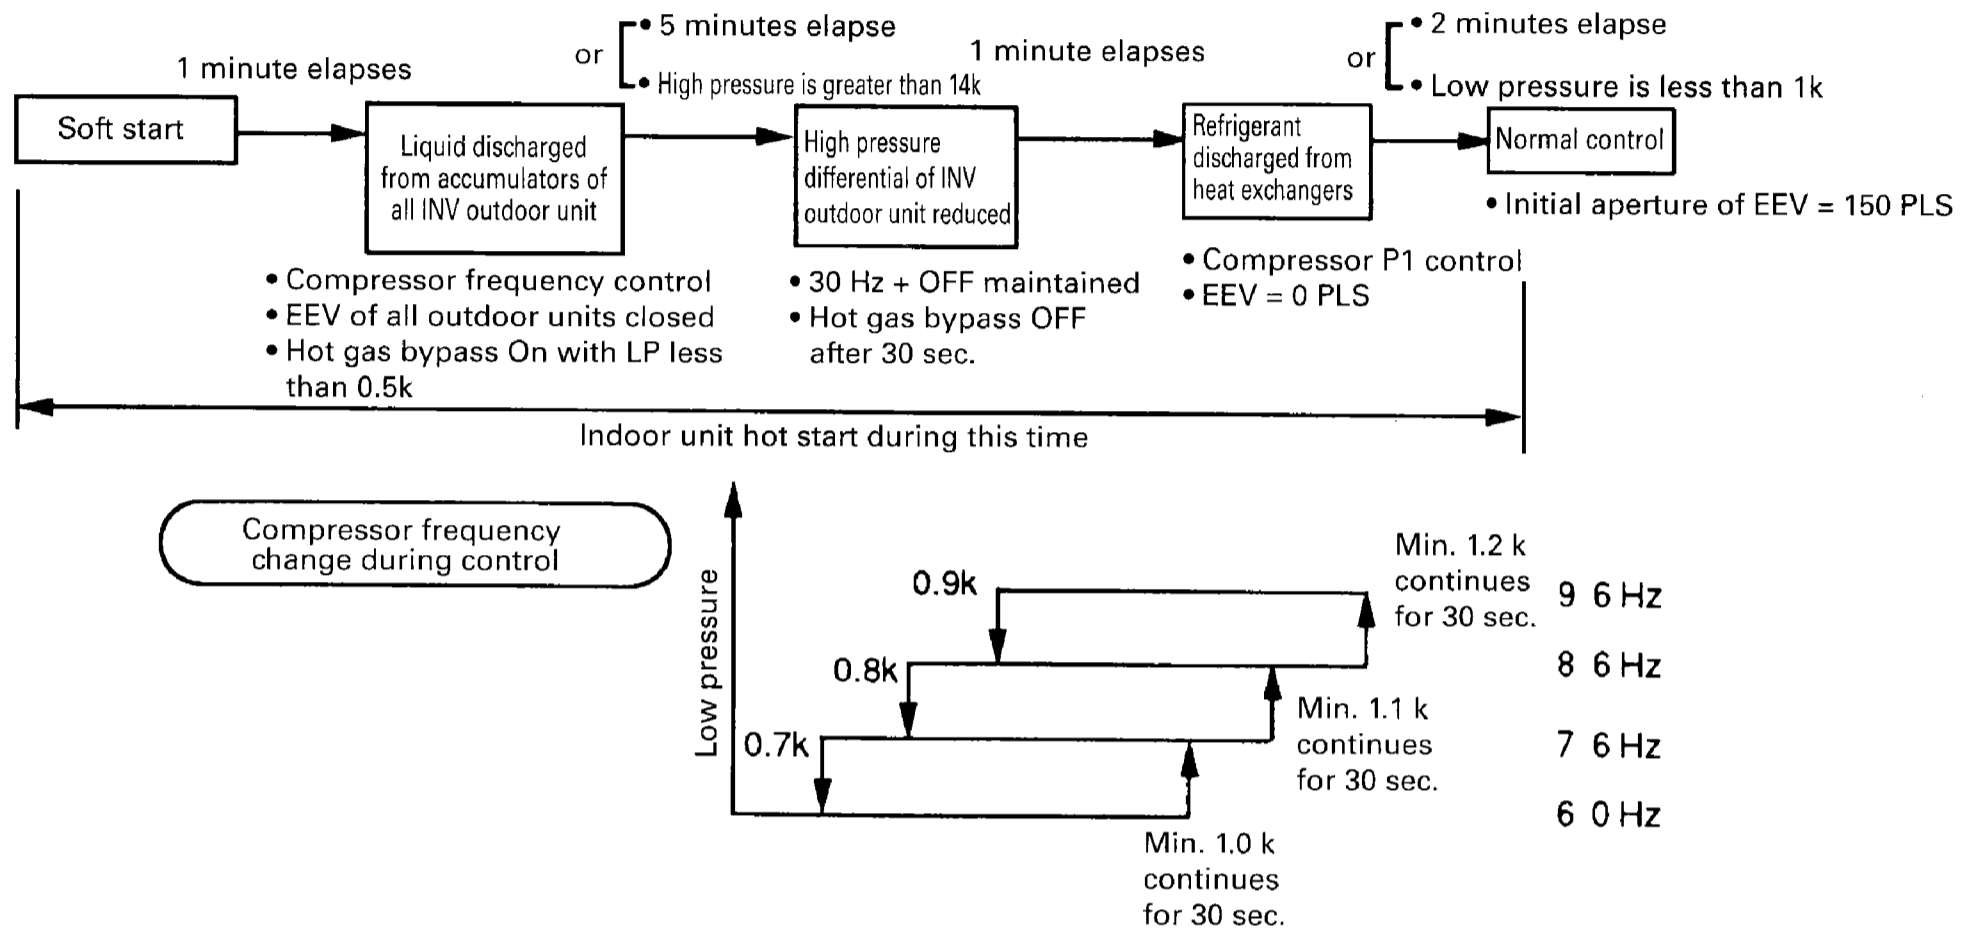 1 minute elapses
or
• 5 minutes elapse
• High pressure is greater than 14k
1 minute elapses
or
• 2 minutes elapse
• Low pressure is less than 1k
Soft start
Liquid discharged
from accumulators of
all INV outdoor unit
High pressure
differential of INV
outdoor unit reduced
Refrigerant
discharged from
heat exchangers
Normal control
• Initial aperture of EEV = 150 PLS
• Compressor frequency control
• EEV of all outdoor units closed
• Hot gas bypass On with LP less
than 0.5k
• 30 Hz + OFF maintained
• Hot gas bypass OFF
after 30 sec.
• Compressor P1 control
• EEV = 0 PLS
Indoor unit hot start during this time
Compressor frequency
change during control
Low pressure
0.9k
0.8k
0.7k
Min. 1.2 k
continues
for 30 sec.
Min. 1.1 k
continues
for 30 sec.
Min. 1.0 k
continues
for 30 sec.
9 6 Hz
8 6 Hz
7 6 Hz
6 0 Hz